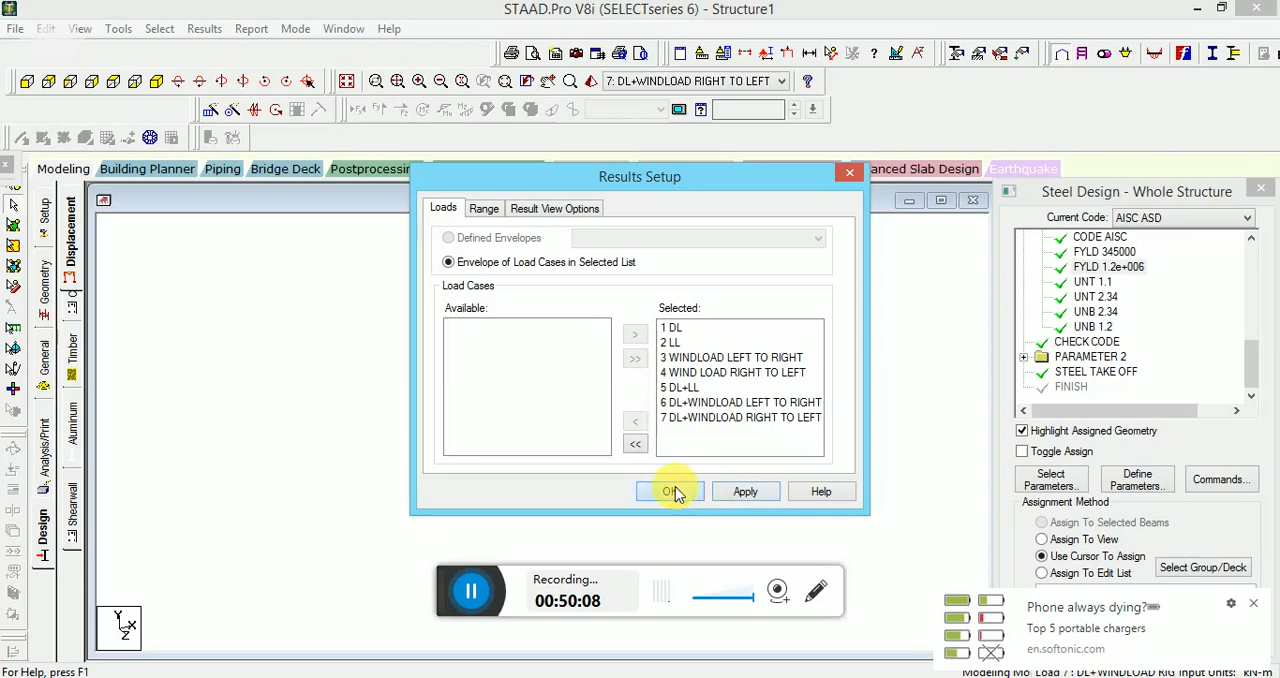 STAAD.Pro V8i (SELECTseries 6) - Structure1
File Edit View Tools Select Results Report Mode Window Help
7: DL+WINDLOAD RIGHT TO LEFT
Modeling Building Planner Piping Bridge Deck Postprocessin anced Slab Design Earthquake
Results Setup
Loads Range Result View Options
Defined Envelopes
Envelope of Load Cases in Selected List
Load Cases
Available: Selected:
1 DL
2 LL
3 WINDLOAD LEFT TO RIGHT
4 WIND LOAD RIGHT TO LEFT
5 DL+LL
6 DL+WINDLOAD LEFT TO RIGHT
7 DL+WINDLOAD RIGHT TO LEFT
> >> < <<
Apply Help
Setup
Geometry
General
Analysis/Print
Design
Displacement
Timber
Aluminum
Shearwall
Steel Design - Whole Structure
Current Code: AISC ASD
CODE AISC
FYLD 345000
FYLD 1.2e+006
UNT 1.1
UNT 2.34
UNB 2.34
UNB 1.2
CHECK CODE
PARAMETER 2
STEEL TAKE OFF
FINISH
Highlight Assigned Geometry
Toggle Assign
Select Parameters..
Define Parameters..
Commands...
Assignment Method
Assign To Selected Beams
Assign To View
Use Cursor To Assign
Select Group/Deck
Assign To Edit List
Recording...
00:50:08
Phone always dying?
Top 5 portable chargers
en.softonic.com
Y
X
Z
For Help, press F1
Modeling Mo Load 7 : DL+WINDLOAD RIG Input Units: kN-m